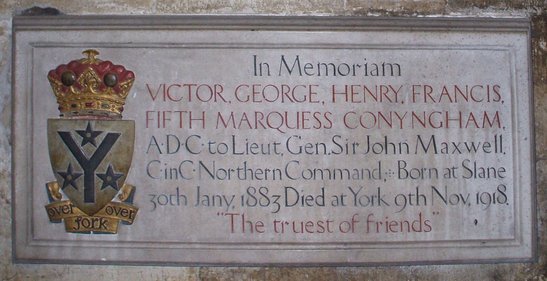 In Memoriam
VICTOR, GEORGE, HENRY, FRANCIS,
FIFTH MARQUESS CONYNGHAM,
A·D·C·to Lieut, Gen, Sir John Maxwell,
C·in C·Northern Command, Born at Slane
30th Jany, 1883 Died at York 9th Nov, 1918.
"The truest of friends"
over fork over